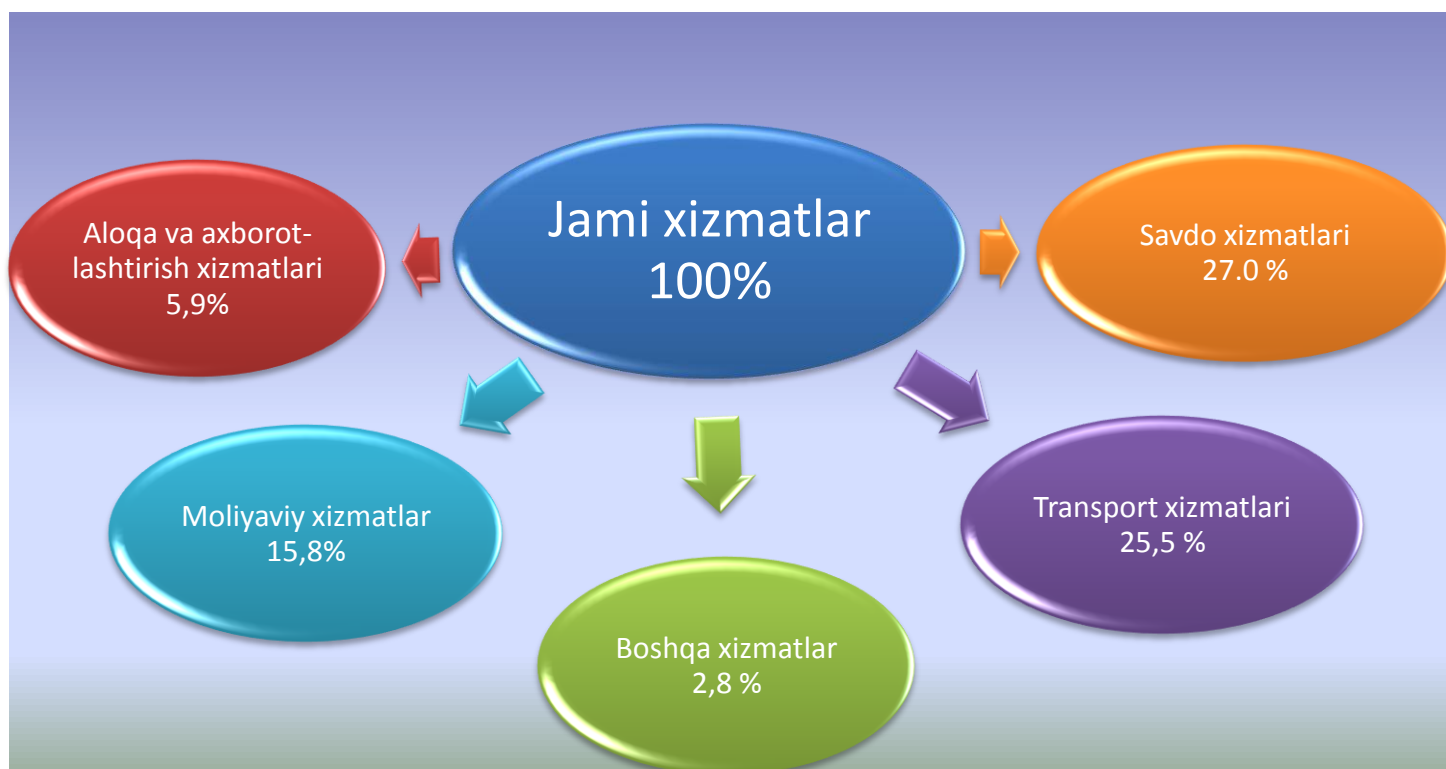 Jami xizmatlar
100%
Aloqa va axborot-
lashtirish xizmatlari
5,9%
Savdo xizmatlari
27.0 %
Moliyaviy xizmatlar
15,8%
Transport xizmatlari
25,5 %
Boshqa xizmatlar
2,8 %